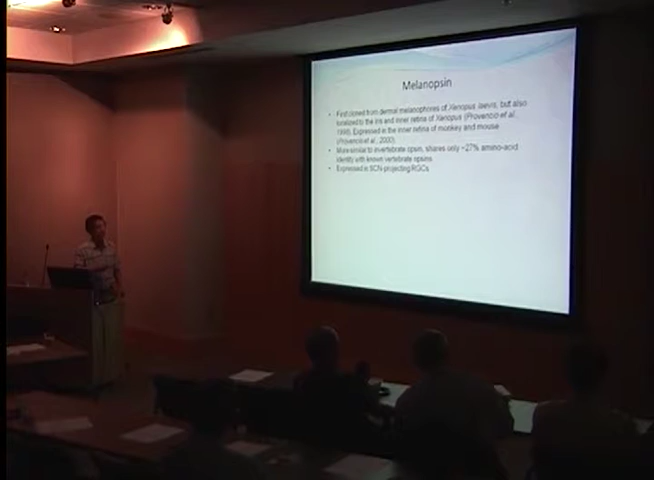 Melanopsin
• First cloned from dermal melanophores of Xenopus laevis, but also
localized to the iris and inner retina of Xenopus (Provencio et al.,
1998). Expressed in the inner retina of monkey and mouse
(Provencio et al., 2000).
• More similar to invertebrate opsin, shares only ~27% amino-acid
identity with known vertebrate opsins
• Expressed in SCN-projecting RGCs